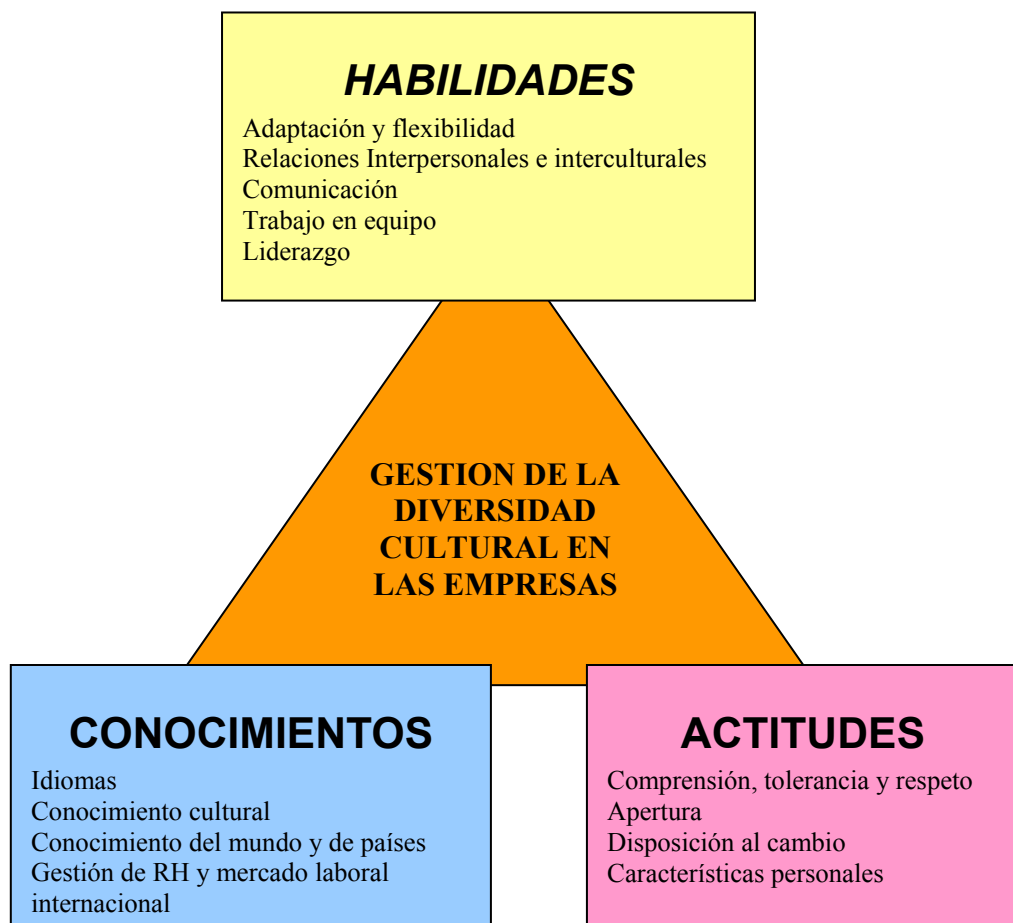 HABILIDADES
Adaptación y flexibilidad
Relaciones Interpersonales e interculturales
Comunicación
Trabajo en equipo
Liderazgo
GESTION DE LA
DIVERSIDAD
CULTURAL EN
LAS EMPRESAS
CONOCIMIENTOS
Idiomas
Conocimiento cultural
Conocimiento del mundo y de países
Gestión de RH y mercado laboral
internacional
ACTITUDES
Comprensión, tolerancia y respeto
Apertura
Disposición al cambio
Características personales